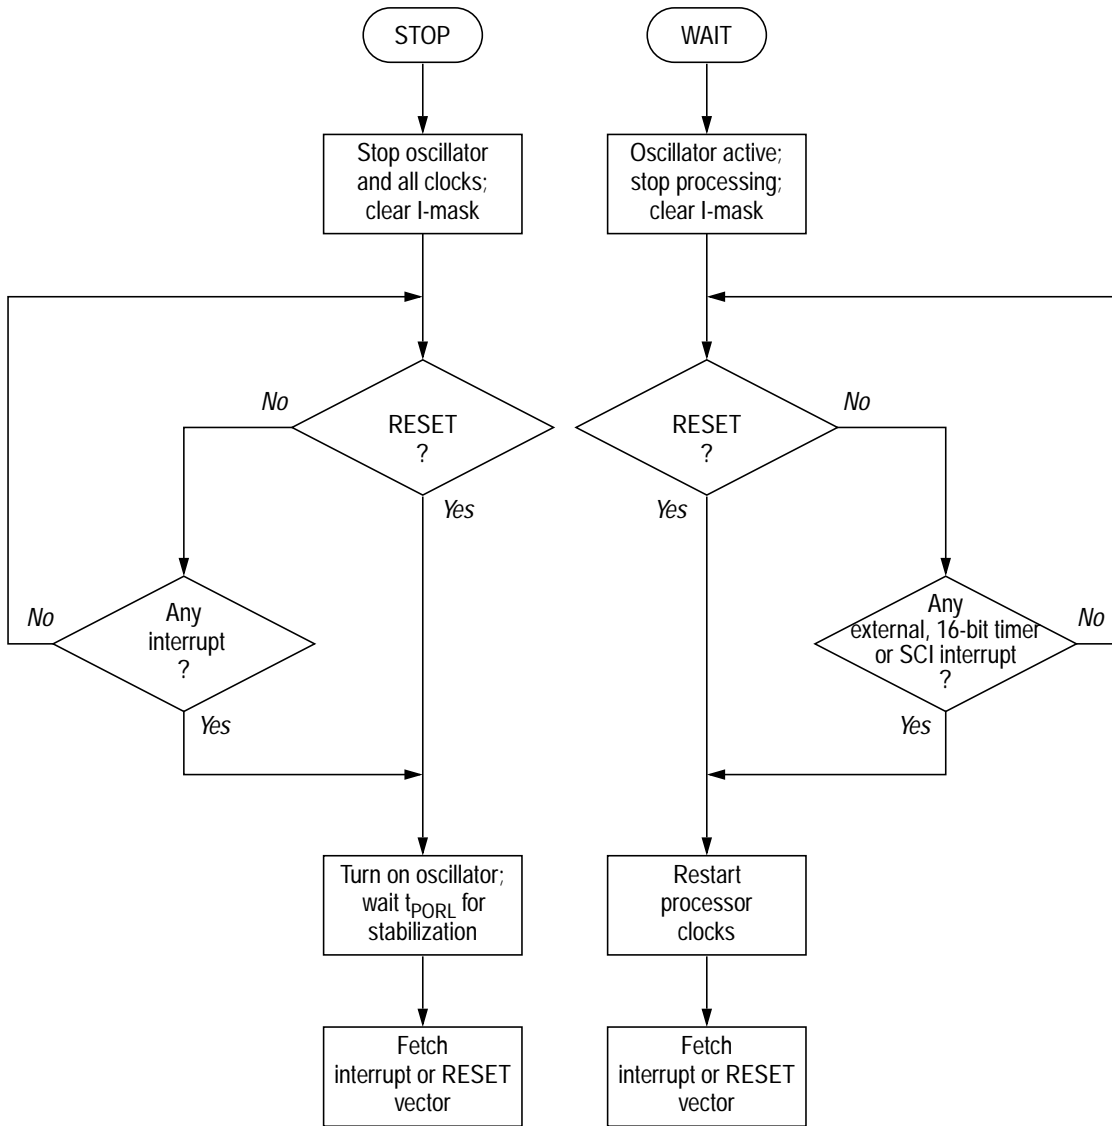 STOP
Stop oscillator
and all clocks;
clear I-mask
RESET
?
No
Yes
Any
interrupt
?
No
Yes
Turn on oscillator;
wait tPORL for
stabilization
Fetch
interrupt or RESET
vector
WAIT
Oscillator active;
stop processing;
clear I-mask
RESET
?
No
Yes
Any
external, 16-bit timer
or SCI interrupt
?
No
Yes
Restart
processor
clocks
Fetch
interrupt or RESET
vector